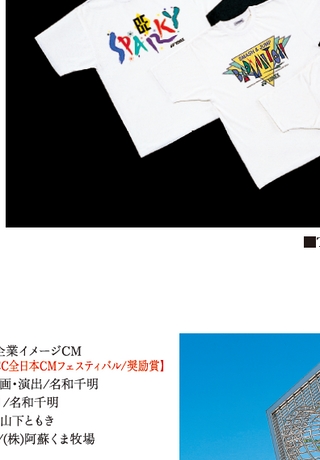 BE
SPARKY
BADMINTON
■T
企業イメージCM
C全日本CMフェスティバル/奨励賞】
画・演出/名和千明
/名和千明
山下ともき
/(株)阿蘇くま牧場